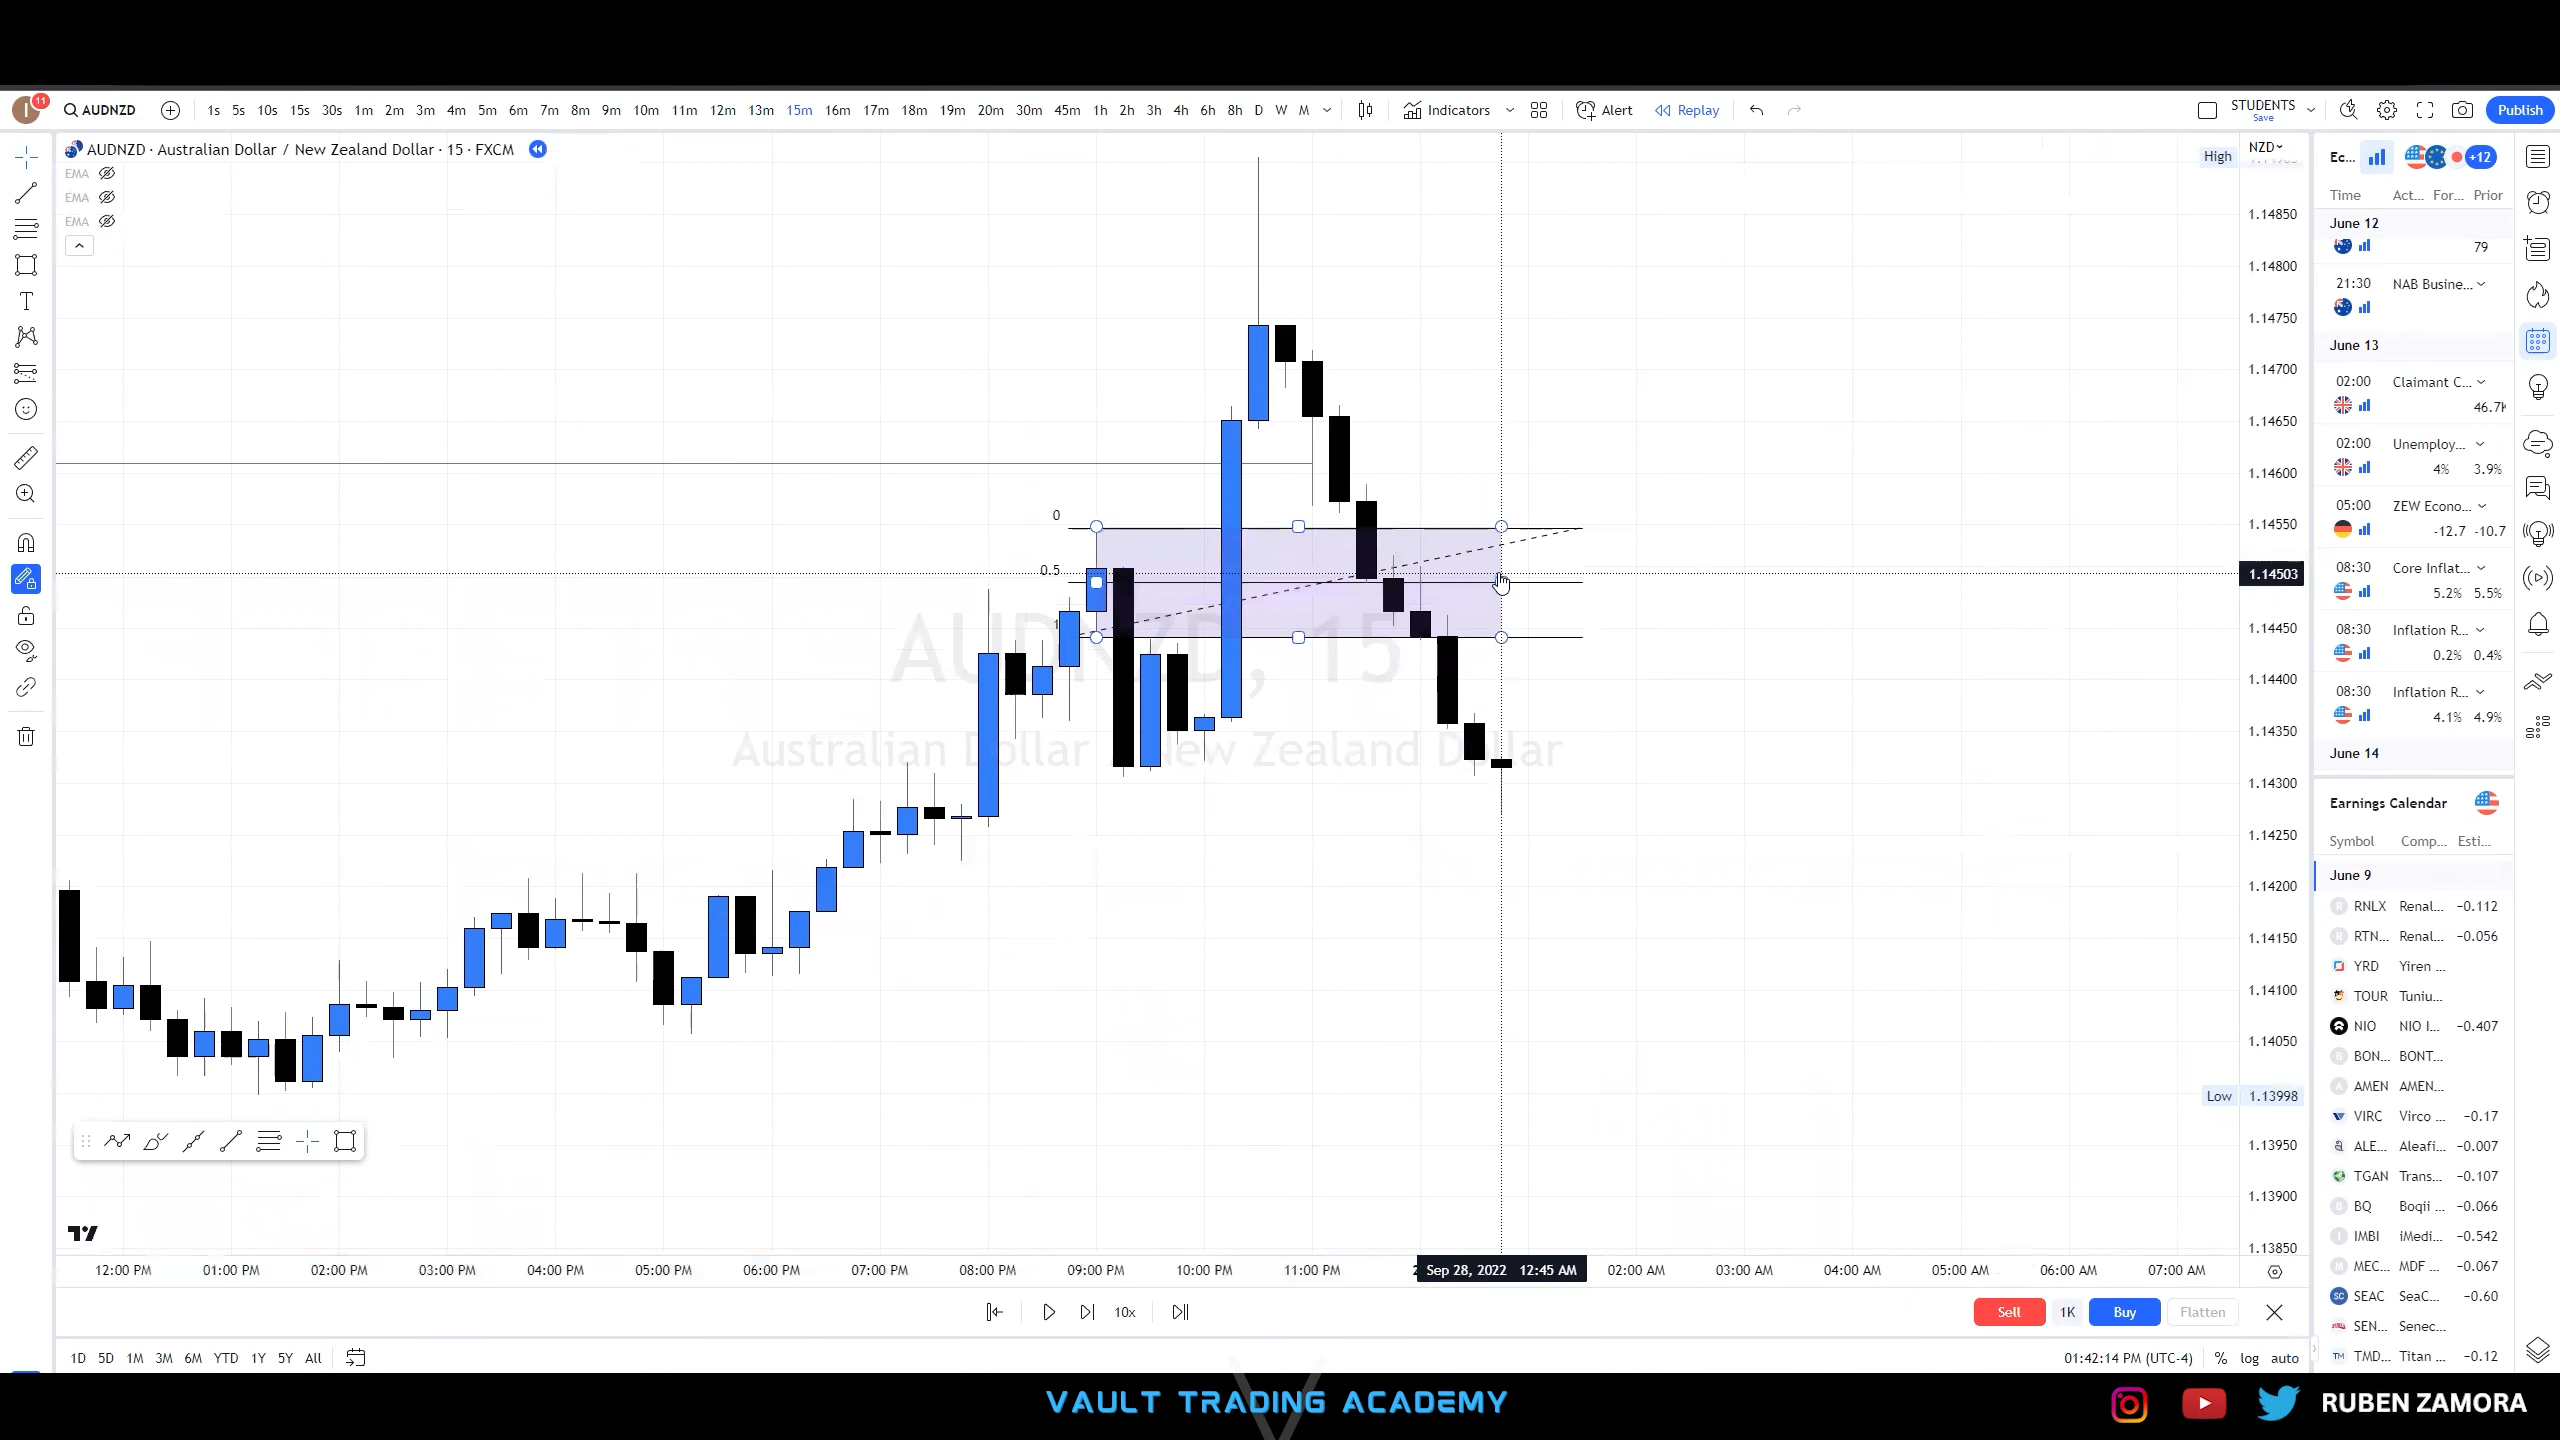 11
AUDNZD 1s 5s 10s 15s 30s 1m 2m 3m 4m 5m 6m 7m 8m 9m 10m 11m 12m 13m 15m 16m 17m 18m 19m 20m 30m 45m 1h 2h 3h 4h 6h 8h D W M Indicators Alert Replay STUDENTS Save Publish
AUDNZD · Australian Dollar / New Zealand Dollar · 15 · FXCM
EMA
EMA
EMA
High
NZD
1.14850
1.14800
1.14750
1.14700
1.14650
1.14600
1.14550
1.14503
1.14450
1.14400
1.14350
1.14300
1.14250
1.14200
1.14150
1.14100
1.14050
Low 1.13998
1.13950
1.13900
1.13850
0
0.5
1
AUDNZD, 15
Australian Dollar / New Zealand Dollar
12:00 PM 01:00 PM 02:00 PM 03:00 PM 04:00 PM 05:00 PM 06:00 PM 07:00 PM 08:00 PM 09:00 PM 10:00 PM 11:00 PM Sep 28, 2022 12:45 AM 02:00 AM 03:00 AM 04:00 AM 05:00 AM 06:00 AM 07:00 AM
10x
Sell 1K Buy Flatten
1D 5D 1M 3M 6M YTD 1Y 5Y All
01:42:14 PM (UTC-4) % log auto
Ec... +12
Time Act... For... Prior
June 12
79
21:30 NAB Busine...
June 13
02:00 Claimant C...
46.7K
02:00 Unemploy...
4% 3.9%
05:00 ZEW Econo...
-12.7 -10.7
08:30 Core Inflat...
5.2% 5.5%
08:30 Inflation R...
0.2% 0.4%
08:30 Inflation R...
4.1% 4.9%
June 14
Earnings Calendar
Symbol Comp... Esti...
June 9
RNLX Renal... −0.112
RTN... Renal... −0.056
YRD Yiren ...
TOUR Tuniu...
NIO NIO I... −0.407
BON... BONT...
AMEN AMEN...
VIRC Virco ... −0.17
ALE... Aleafi... −0.007
TGAN Trans... −0.107
BQ Boqii ... −0.066
IMBI iMedi... −0.542
MEC... MDF ... −0.067
SEAC SeaC... −0.60
SEN... Senec...
TMD... Titan ... −0.12
VAULT TRADING ACADEMY
RUBEN ZAMORA